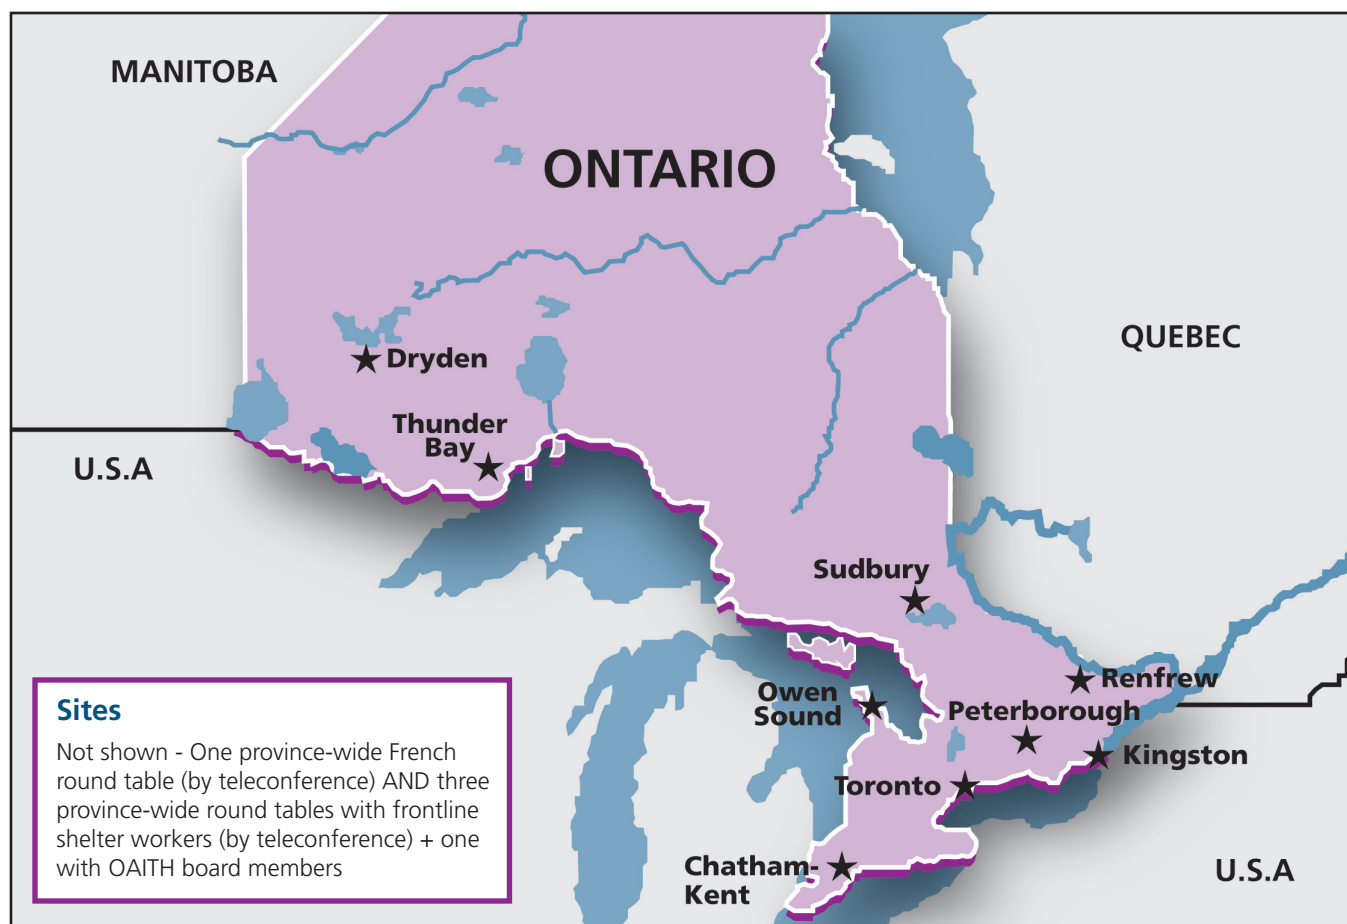 MANITOBA
ONTARIO
QUEBEC
Dryden
Thunder
Bay
U.S.A
Sudbury
Renfrew
Owen
Sound
Peterborough
Kingston
Toronto
Chatham-
Kent
U.S.A
Sites
Not shown - One province-wide French
round table (by teleconference) AND three
province-wide round tables with frontline
shelter workers (by teleconference) + one
with OAITH board members